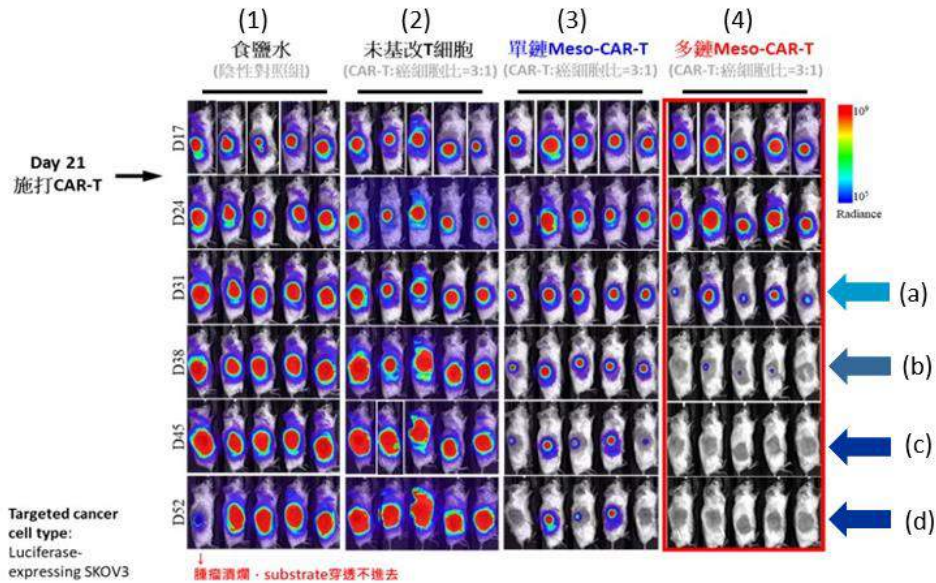 (1)
(2)
(3)
(4)
食鹽水
未基改T細胞
單鏈Meso-CAR-T
多鏈Meso-CAR-T
(陰性對照組)
(CAR-T:癌細胞比=3:1)
(CAR-T:癌細胞比=3:1)
(CAR-T:癌細胞比=3:1)
D17
10⁹
10⁵
Radiance
Day 21
施打CAR-T
D24
D31
(a)
D38
(b)
D45
(c)
D52
(d)
Targeted cancer
cell type:
Luciferase-
expressing SKOV3
↓
腫瘤潰爛,substrate穿透不進去